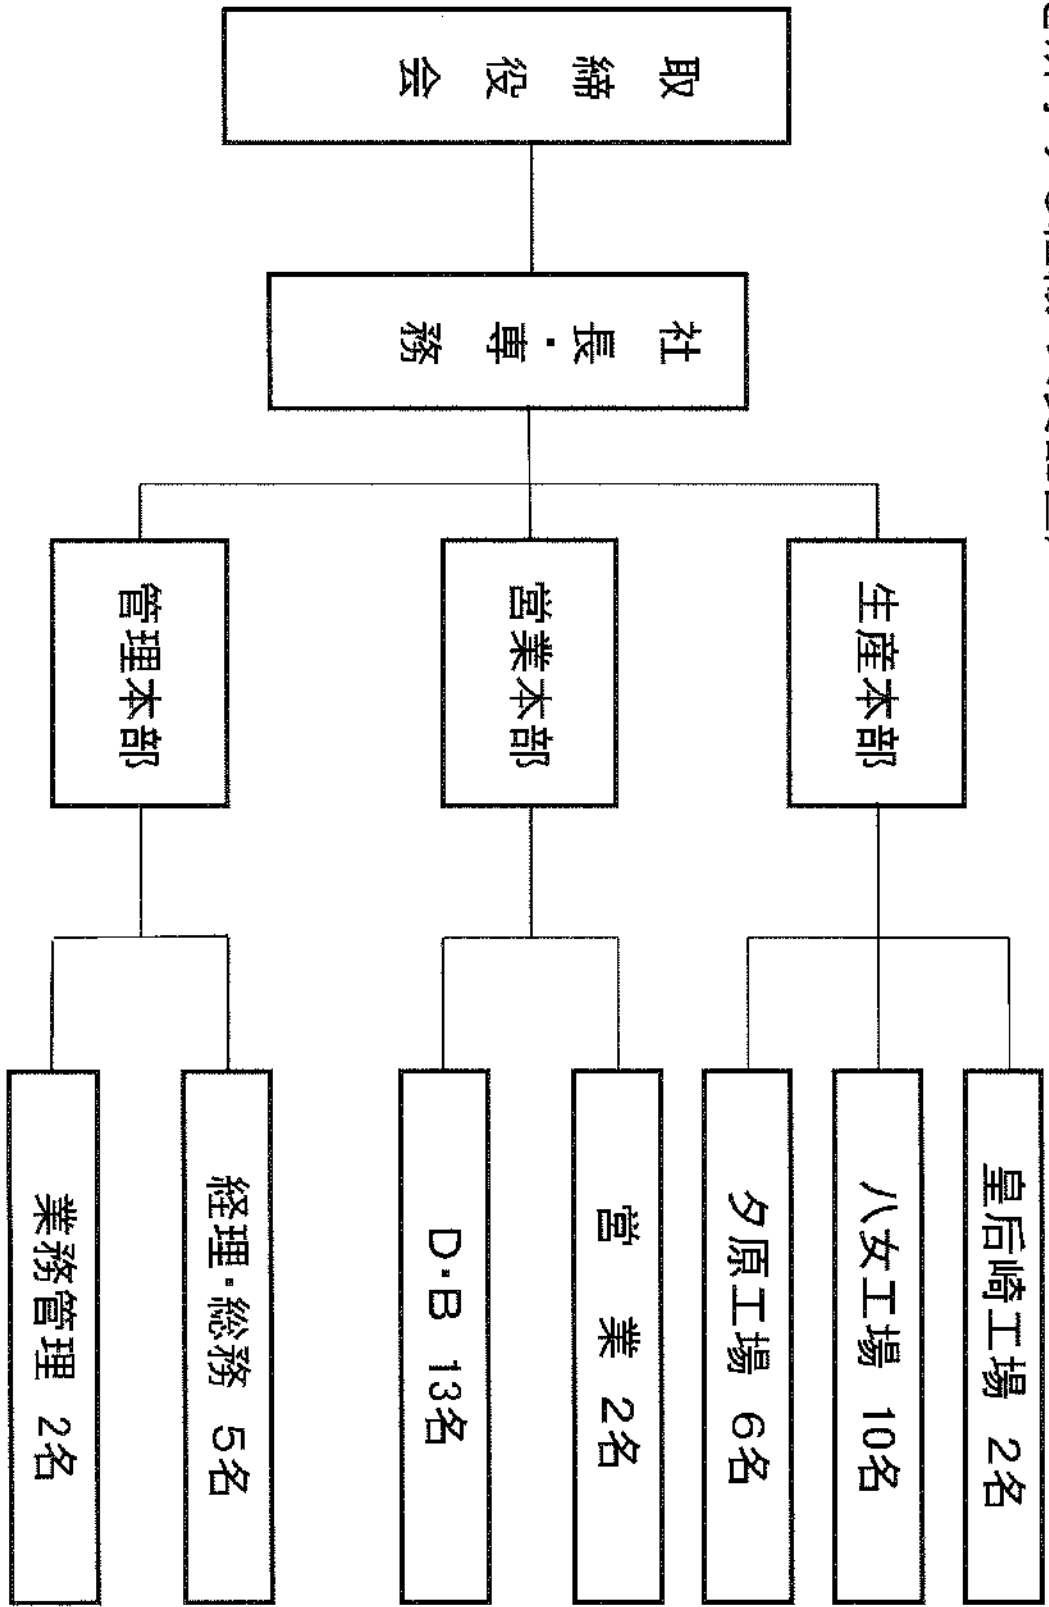 取締役会
社長・専務
生産本部
営業本部
管理本部
皇后崎工場 2名
八女工場 10名
夕原工場 6名
営業 2名
D・B 13名
経理・総務 5名
業務管理 2名